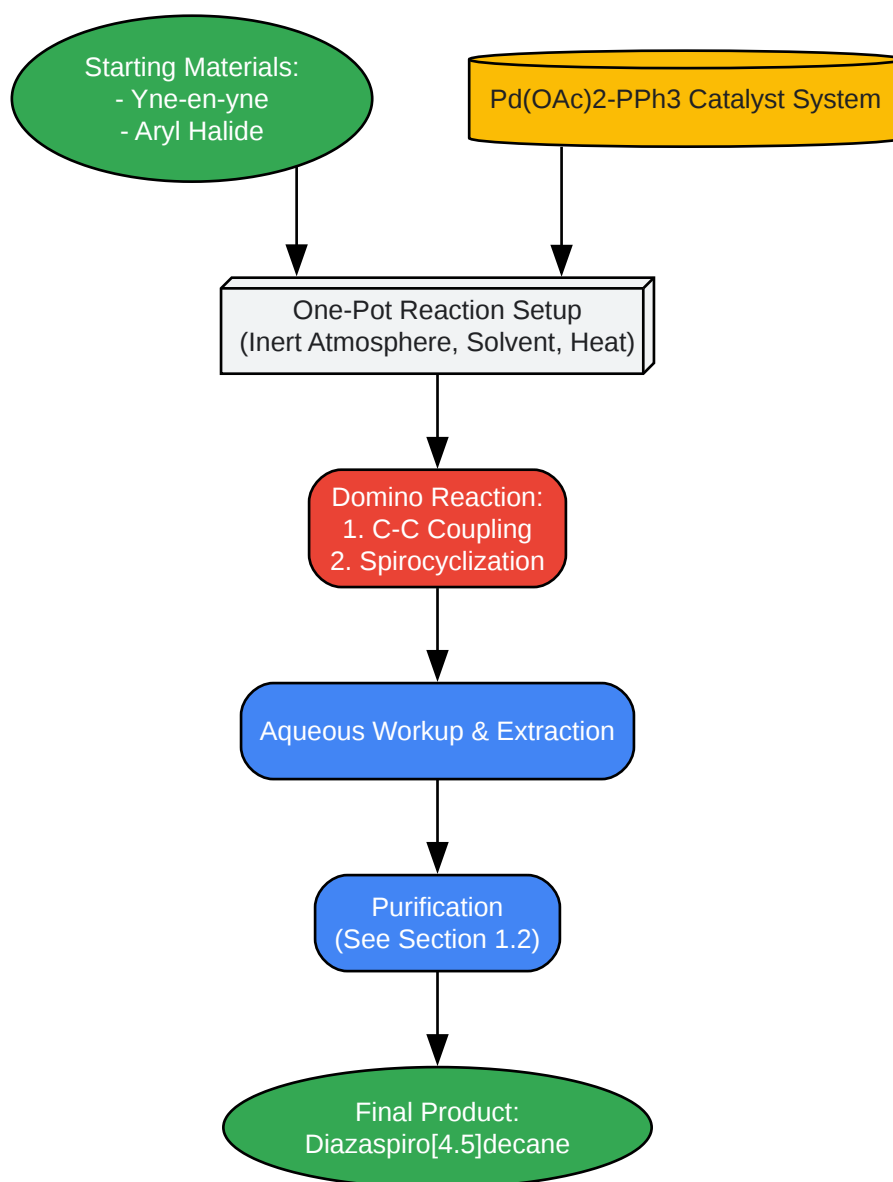 Starting Materials:
- Yne-en-yne
- Aryl Halide
Pd(OAc)2-PPh3 Catalyst System
One-Pot Reaction Setup
(Inert Atmosphere, Solvent, Heat)
Domino Reaction:
1. C-C Coupling
2. Spirocyclization
Aqueous Workup & Extraction
Purification
(See Section 1.2)
Final Product:
Diazaspiro[4.5]decane